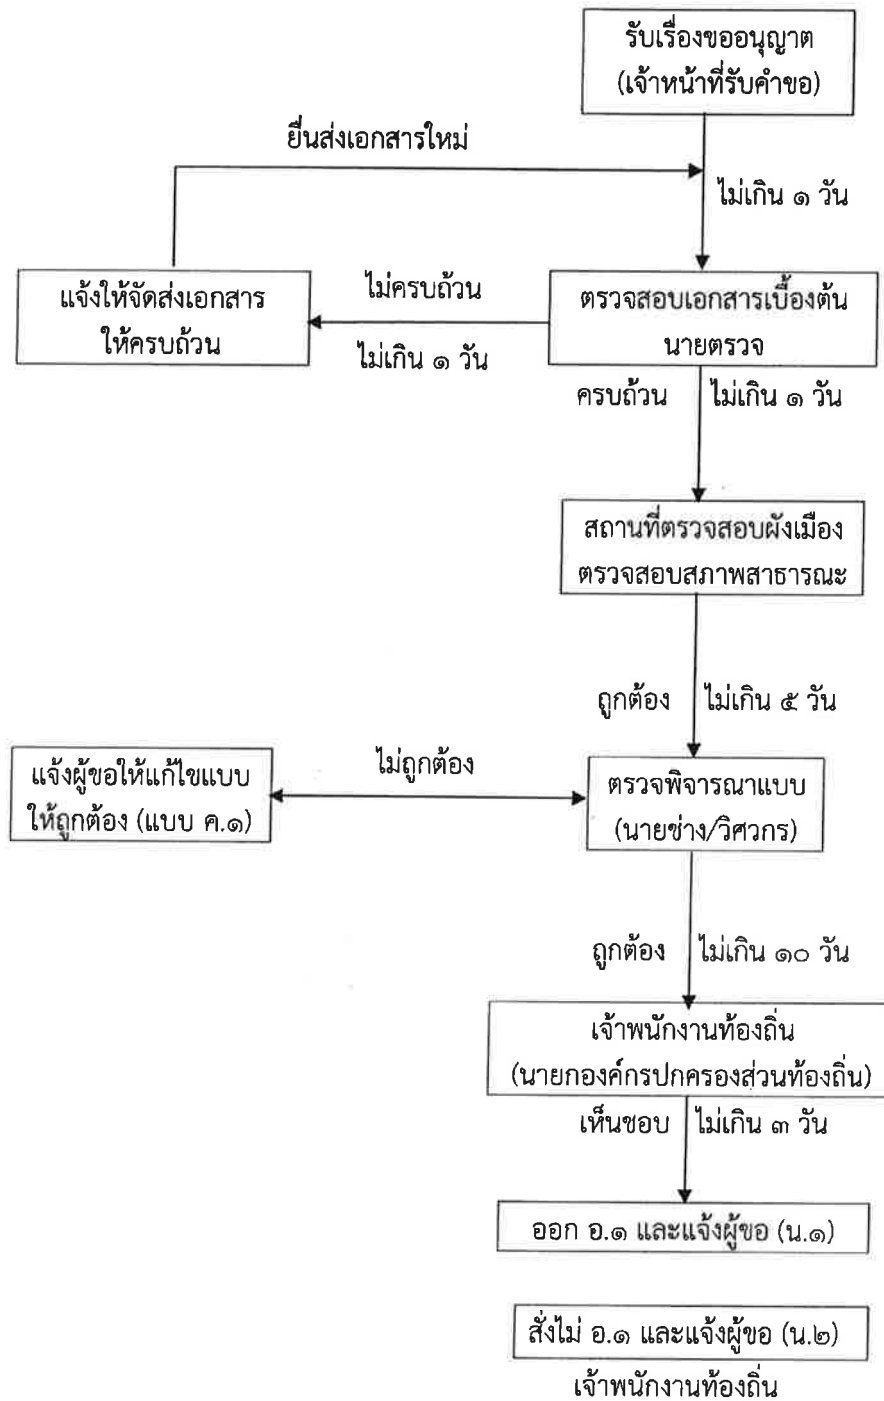 รับเรื่องขออนุญาต
(เจ้าหน้าที่รับคำขอ)
ยื่นส่งเอกสารใหม่
ไม่เกิน ๑ วัน
แจ้งให้จัดส่งเอกสาร
ให้ครบถ้วน
ไม่ครบถ้วน
ไม่เกิน ๑ วัน
ตรวจสอบเอกสารเบื้องต้น
นายตรวจ
ครบถ้วน ไม่เกิน ๑ วัน
สถานที่ตรวจสอบผังเมือง
ตรวจสอบสภาพสาธารณะ
ถูกต้อง ไม่เกิน ๕ วัน
แจ้งผู้ขอให้แก้ไขแบบ
ให้ถูกต้อง (แบบ ค.๑)
ไม่ถูกต้อง
ตรวจพิจารณาแบบ
(นายช่าง/วิศวกร)
ถูกต้อง ไม่เกิน ๑๐ วัน
เจ้าพนักงานท้องถิ่น
(นายกองค์กรปกครองส่วนท้องถิ่น)
เห็นชอบ ไม่เกิน ๓ วัน
ออก อ.๑ และแจ้งผู้ขอ (น.๑)
สั่งไม่ อ.๑ และแจ้งผู้ขอ (น.๒)
เจ้าพนักงานท้องถิ่น